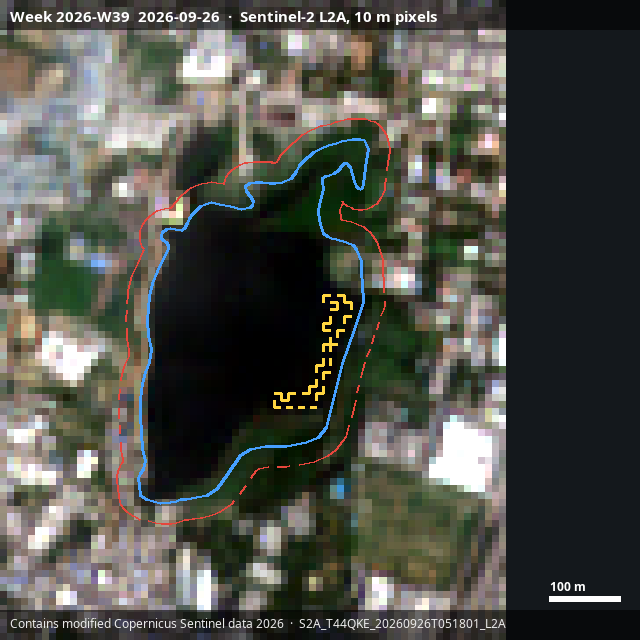 Week 2026-W39  2026-09-26  ·  Sentinel-2 L2A, 10 m pixels
100 m
Contains modified Copernicus Sentinel data 2026  ·  S2A_T44QKE_20260926T051801_L2A